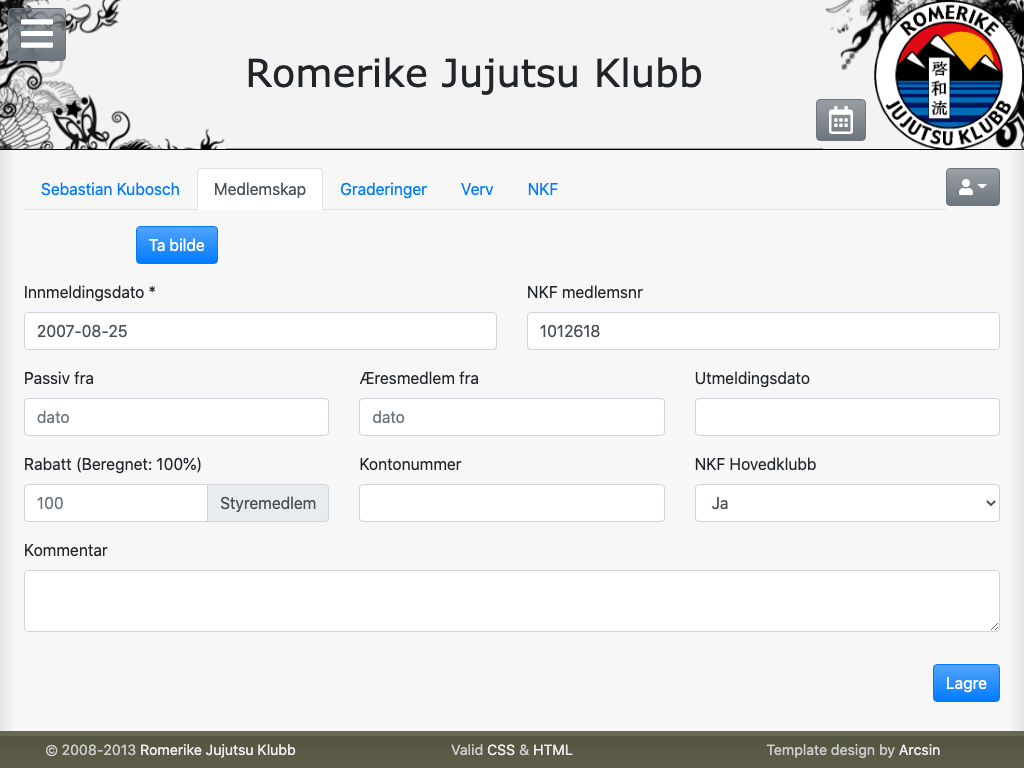 Romerike Jujutsu Klubb
ROMERIKE
啓和流
JUJUTSU KLUBB
Sebastian Kubosch Medlemskap Graderinger Verv NKF
Ta bilde
Innmeldingsdato * NKF medlemsnr
2007-08-25 1012618
Passiv fra Æresmedlem fra Utmeldingsdato
dato dato
Rabatt (Beregnet: 100%) Kontonummer NKF Hovedklubb
100 Styremedlem Ja
Kommentar
Lagre
© 2008-2013 Romerike Jujutsu Klubb Valid CSS & HTML Template design by Arcsin